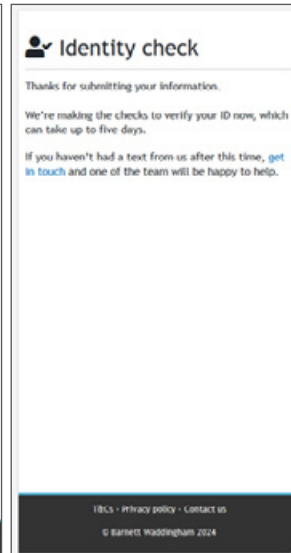 Identity check
Thanks for submitting your information.
We're making the checks to verify your ID now, which
can take up to five days.
If you haven't had a text from us after this time, get
in touch and one of the team will be happy to help.
T&Cs - Privacy policy - Contact us
© Barnett Waddingham 2024